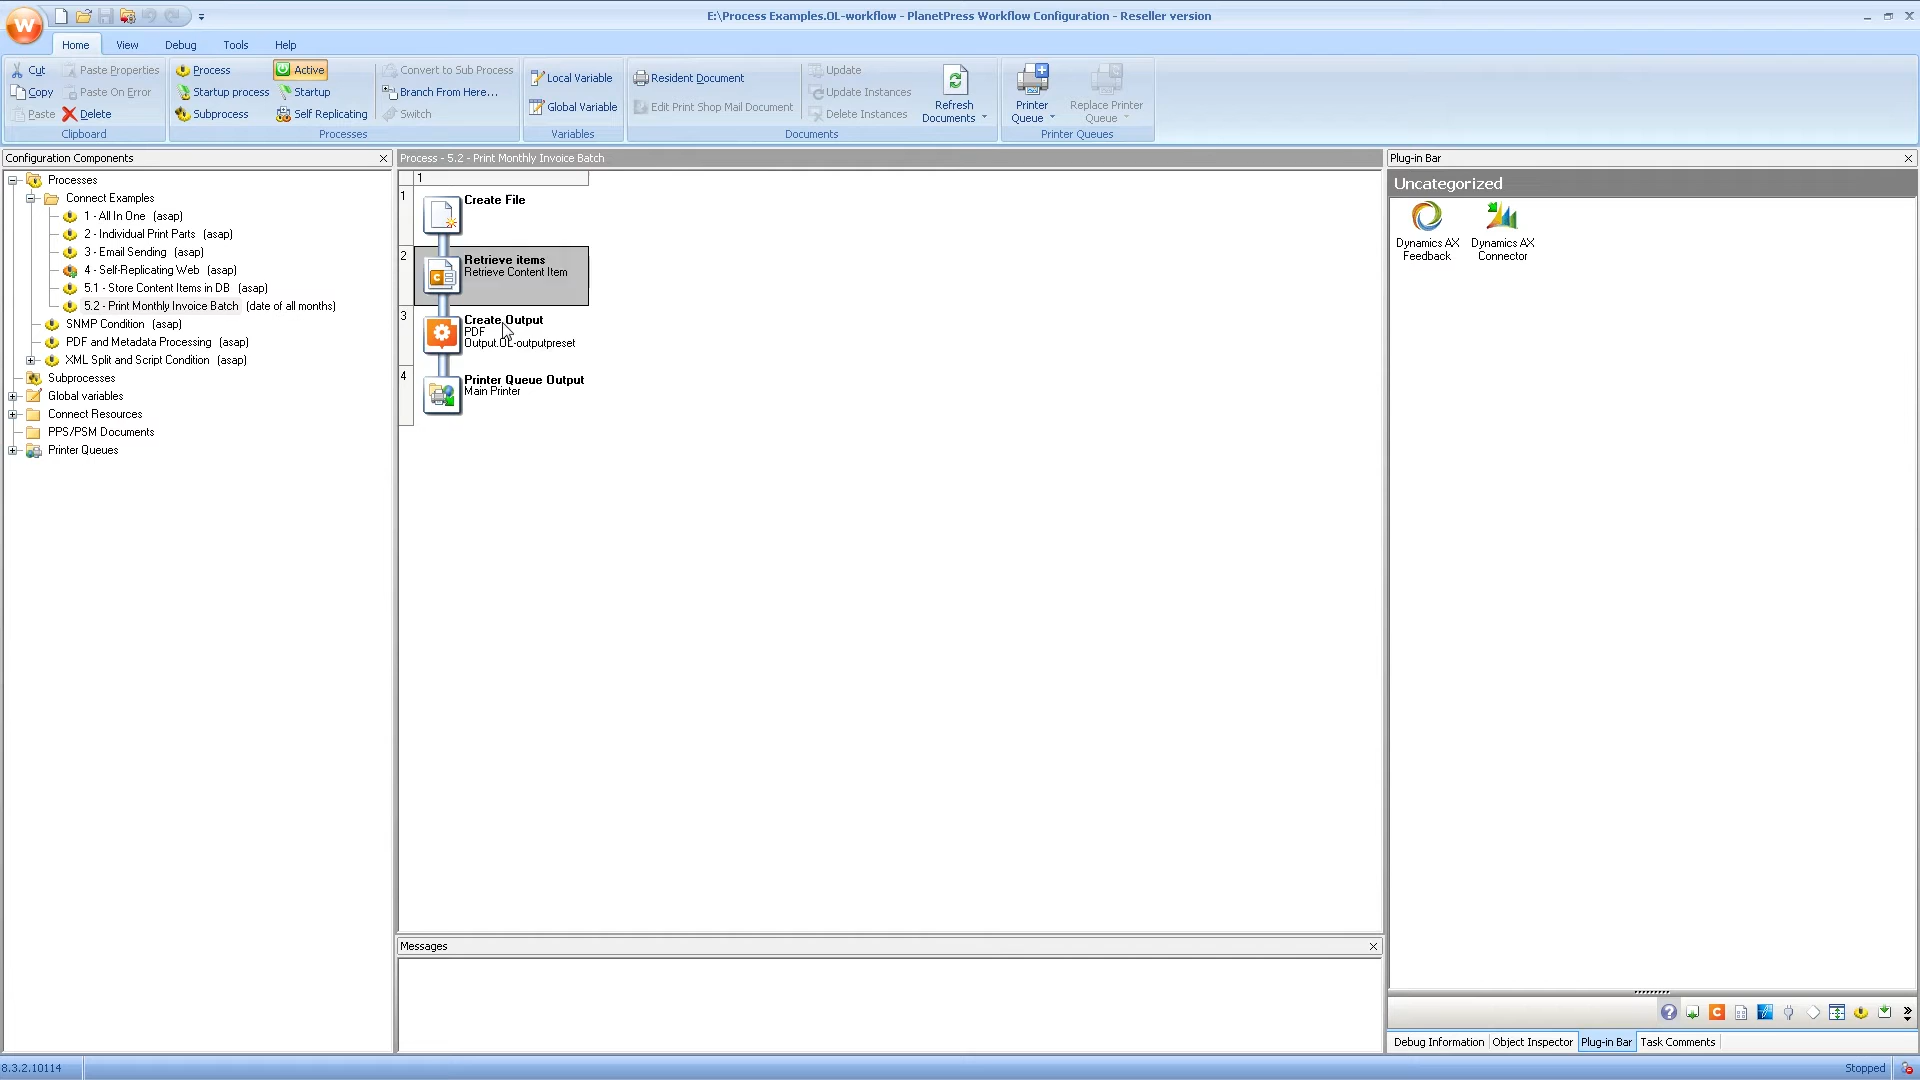 E:\Process Examples.OL-workflow - PlanetPress Workflow Configuration - Reseller version
W
Home View Debug Tools Help
Cut Paste Properties
Copy Paste On Error
Paste Delete
Clipboard
Process Active Convert to Sub Process
Startup process Startup Branch From Here...
Subprocess Self Replicating Switch
Processes
Local Variable
Global Variable
Variables
Resident Document
Edit Print Shop Mail Document
Update
Update Instances
Delete Instances
Refresh Documents
Documents
Printer Queue
Replace Printer Queue
Printer Queues
Configuration Components
Processes
Connect Examples
1 - All In One (asap)
2 - Individual Print Parts (asap)
3 - Email Sending (asap)
4 - Self-Replicating Web (asap)
5.1 - Store Content Items in DB (asap)
5.2 - Print Monthly Invoice Batch (date of all months)
SNMP Condition (asap)
PDF and Metadata Processing (asap)
XML Split and Script Condition (asap)
Subprocesses
Global variables
Connect Resources
PPS/PSM Documents
Printer Queues
Process - 5.2 - Print Monthly Invoice Batch
1
1
Create File
2
Retrieve items
Retrieve Content Item
3
Create Output
PDF
Output.OL-outputpreset
4
Printer Queue Output
Main Printer
Messages
Plug-in Bar
Uncategorized
Dynamics AX Feedback
Dynamics AX Connector
Debug Information Object Inspector Plug-in Bar Task Comments
8.3.2.10114
Stopped